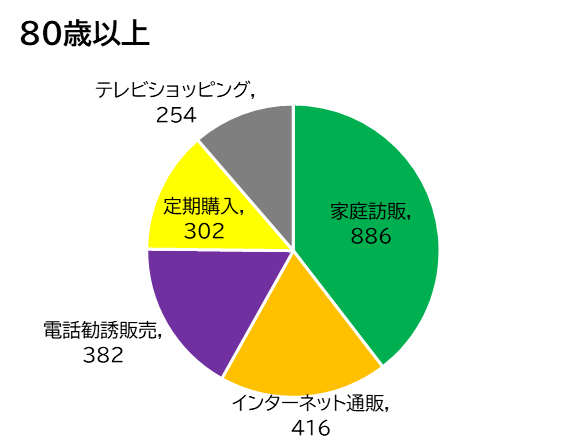 80歳以上
テレビショッピング,
254
家庭訪販,
886
定期購入,
302
電話勧誘販売,
382
インターネット通販,
416